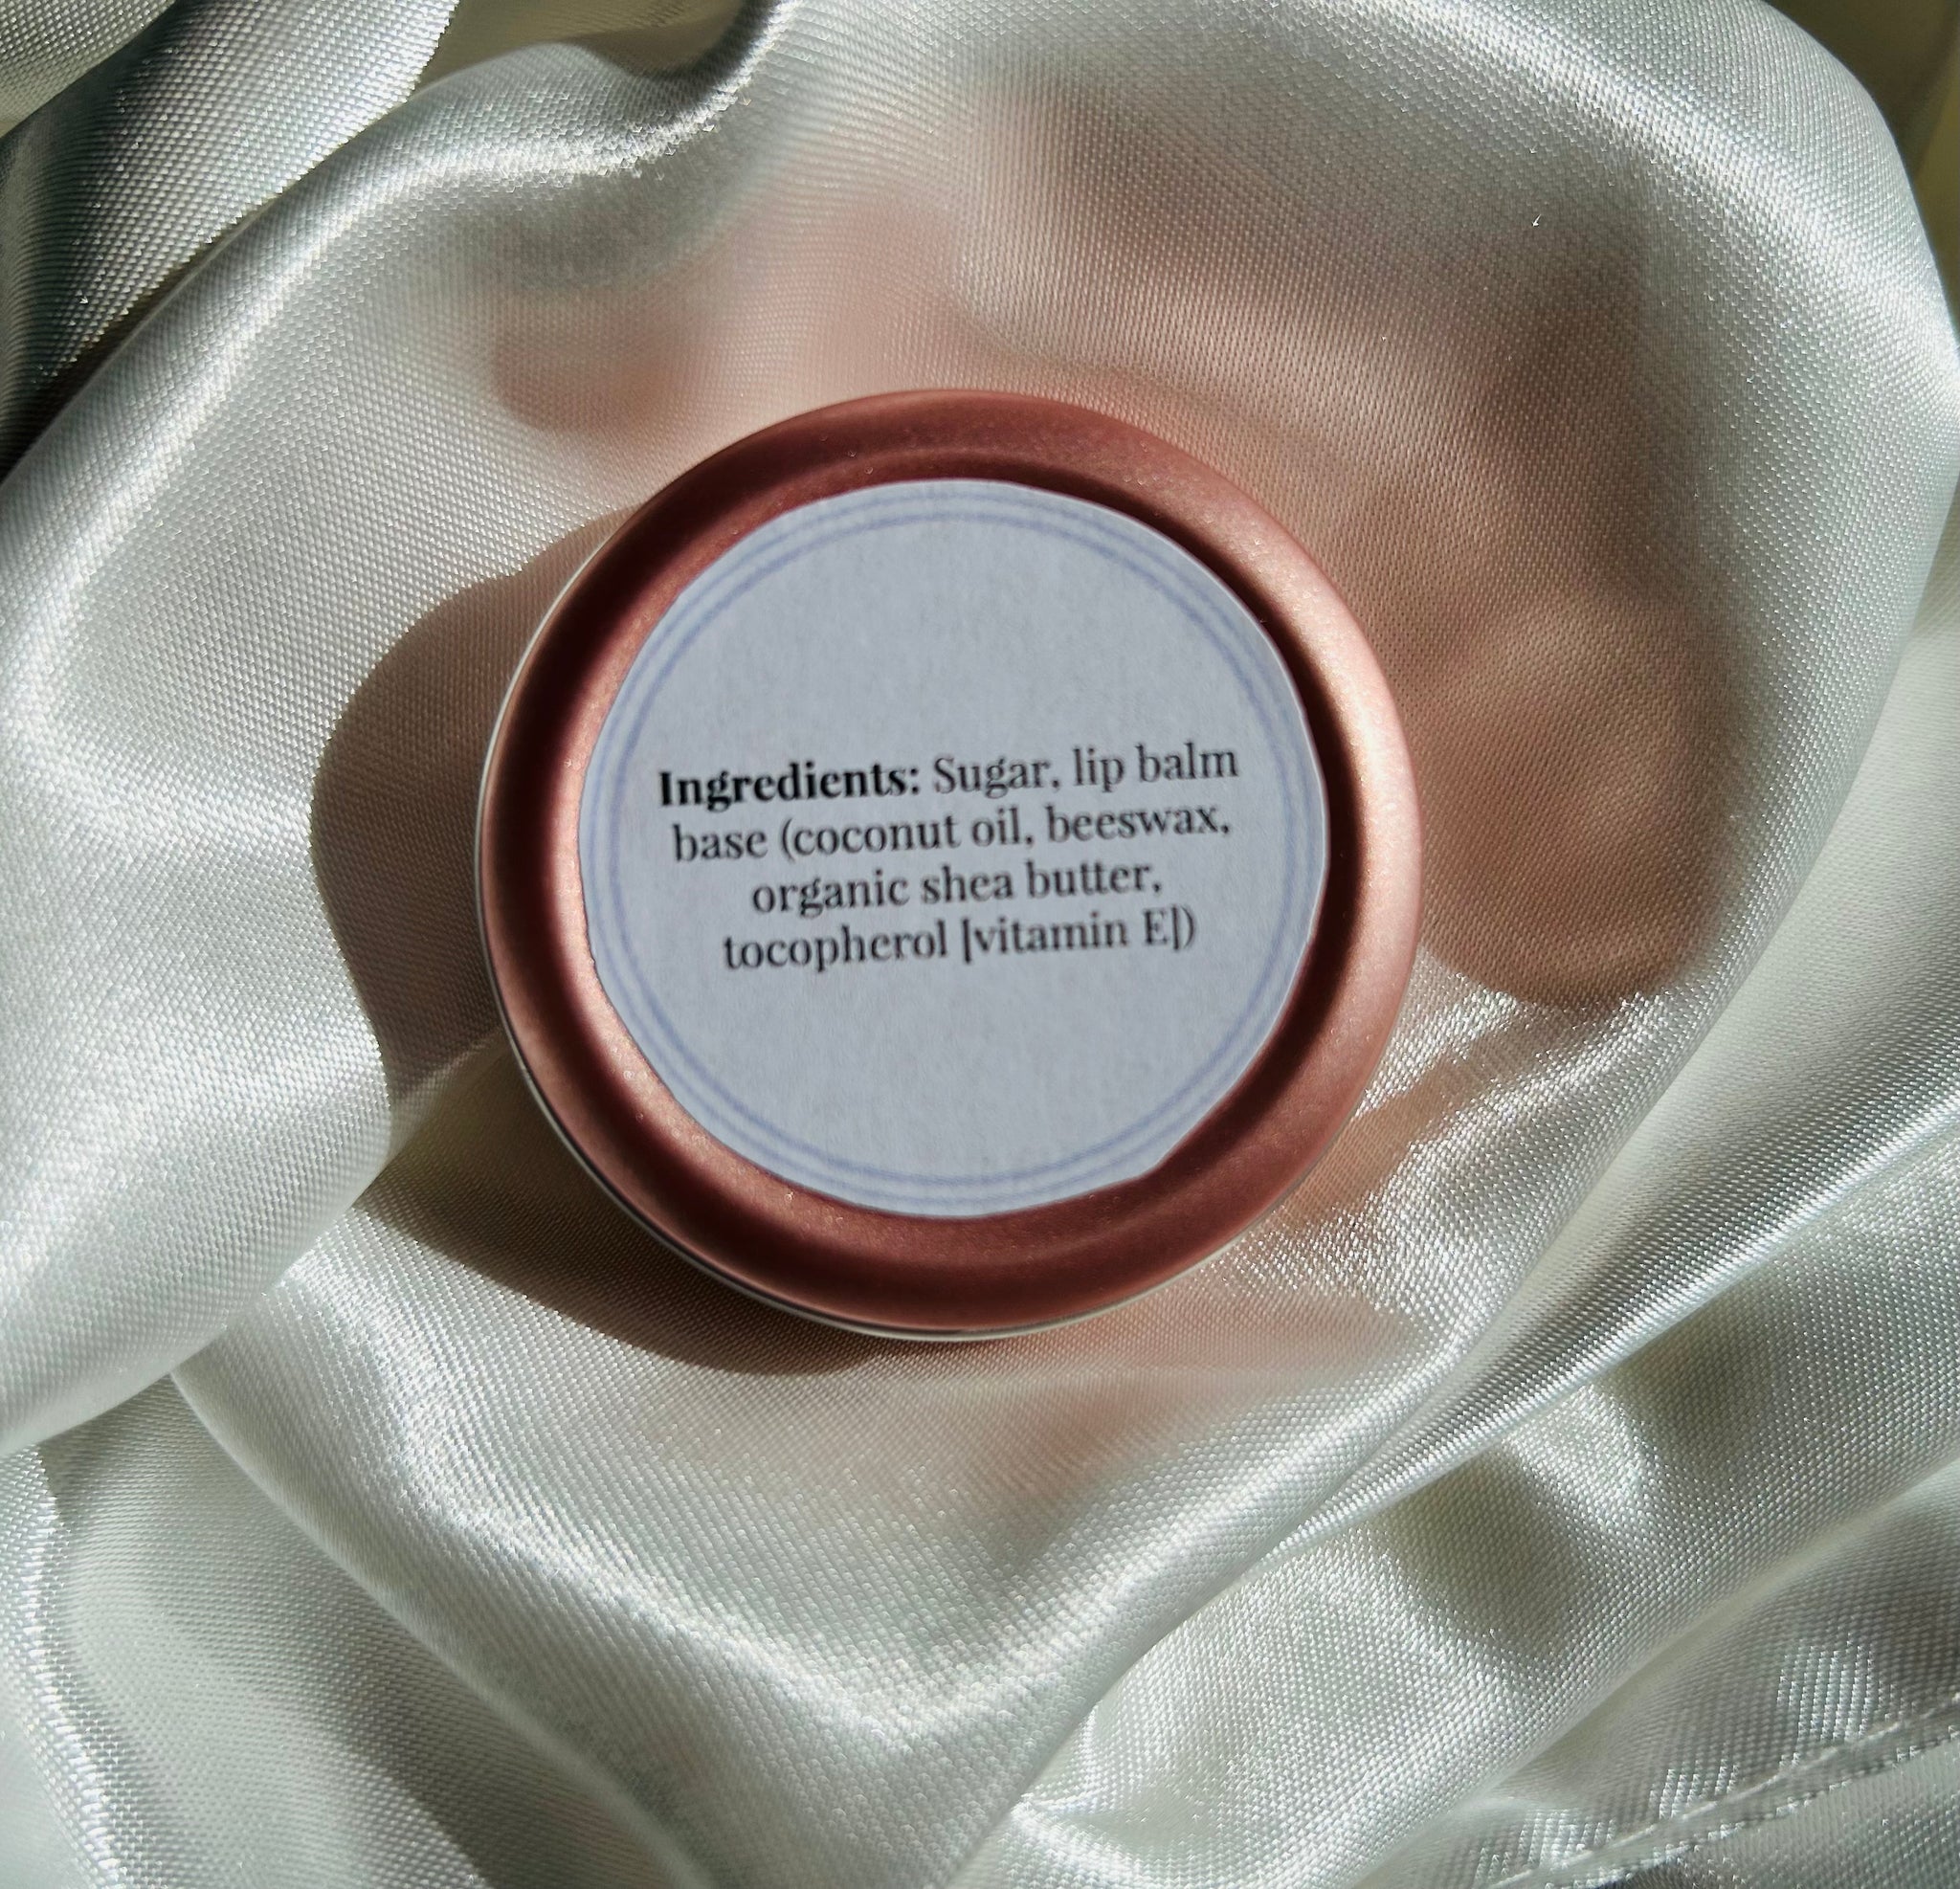 Ingredients: Sugar, lip balm
base (coconut oil, beeswax,
organic shea butter,
tocopherol [vitamin E])